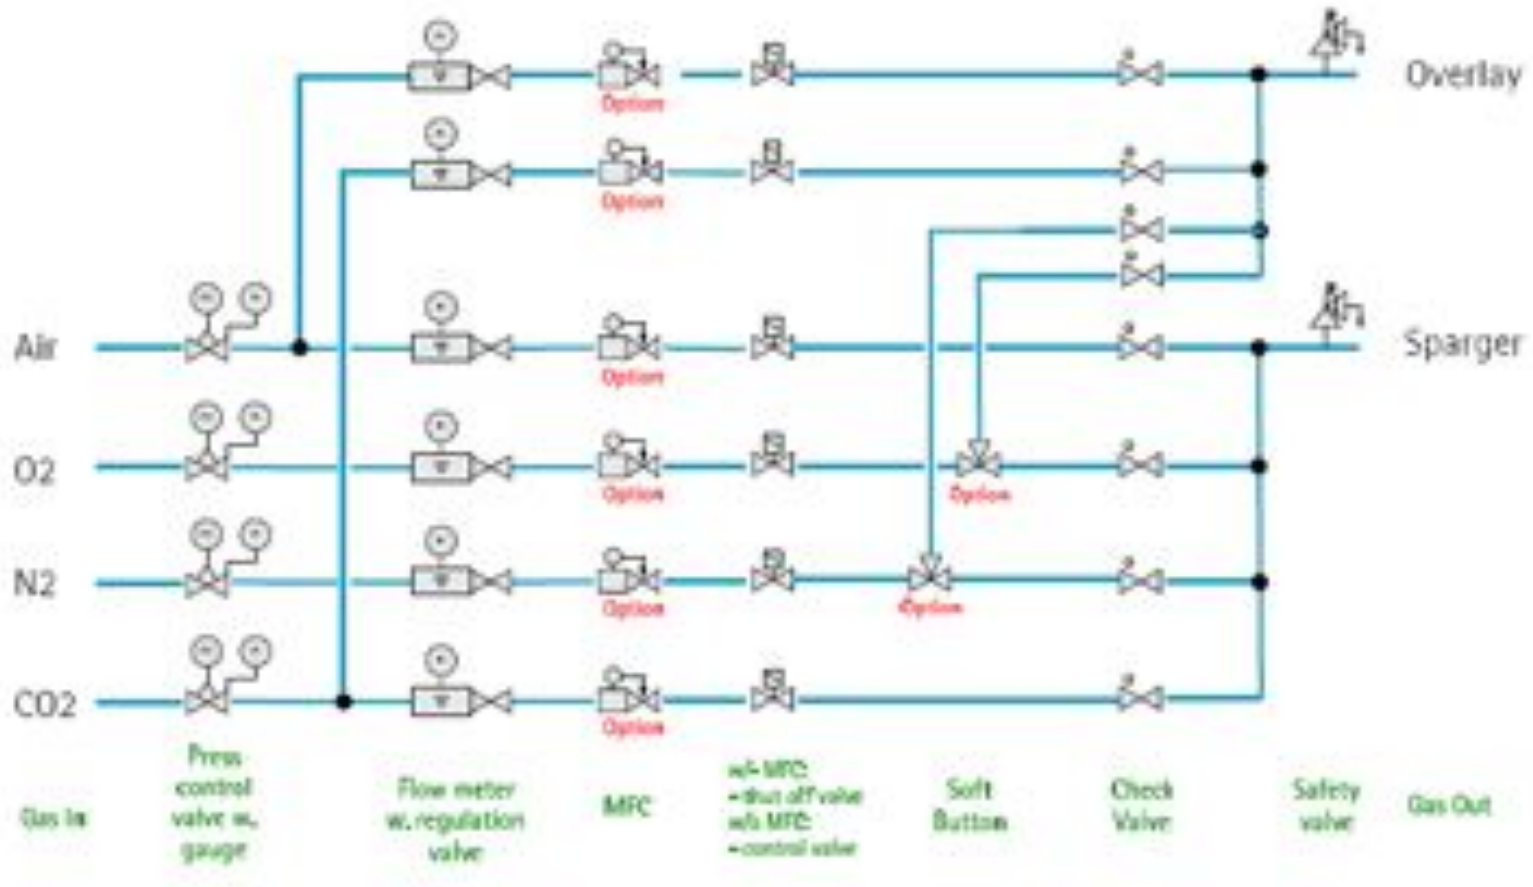 Overlay
Option
Option
Air
Sparger
Option
O2
Option
Option
N2
Option
Option
CO2
Option
Gas In
Press
control
valve w.
gauge
Flow meter
w. regulation
valve
MFC
w/- MFC:
- shut off valve
w/o MFC:
- control valve
Soft
Button
Check
Valve
Safety
valve
Gas Out